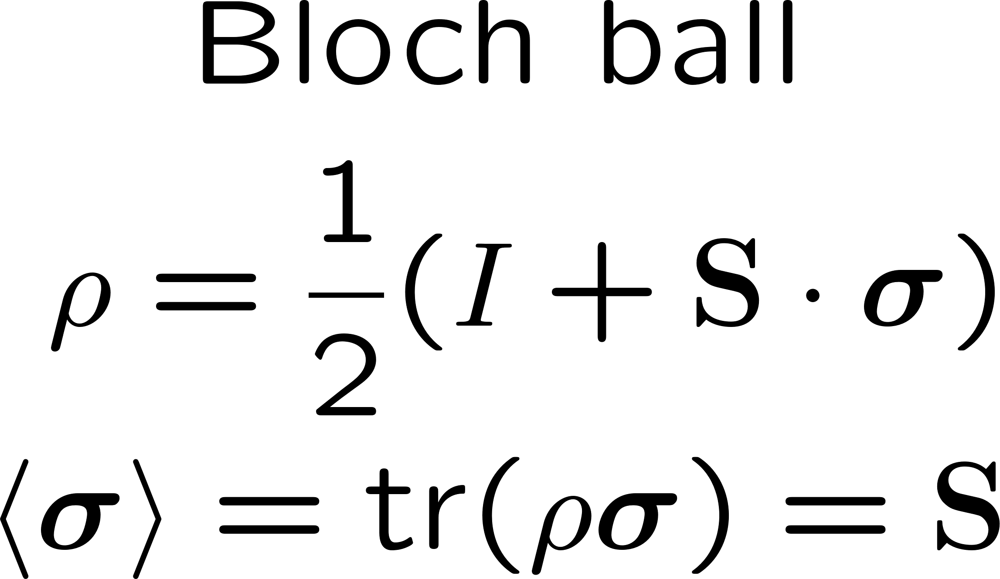 Bloch ball
ρ = 1/2 (I + S · σ)
⟨σ⟩ = tr(ρσ) = S